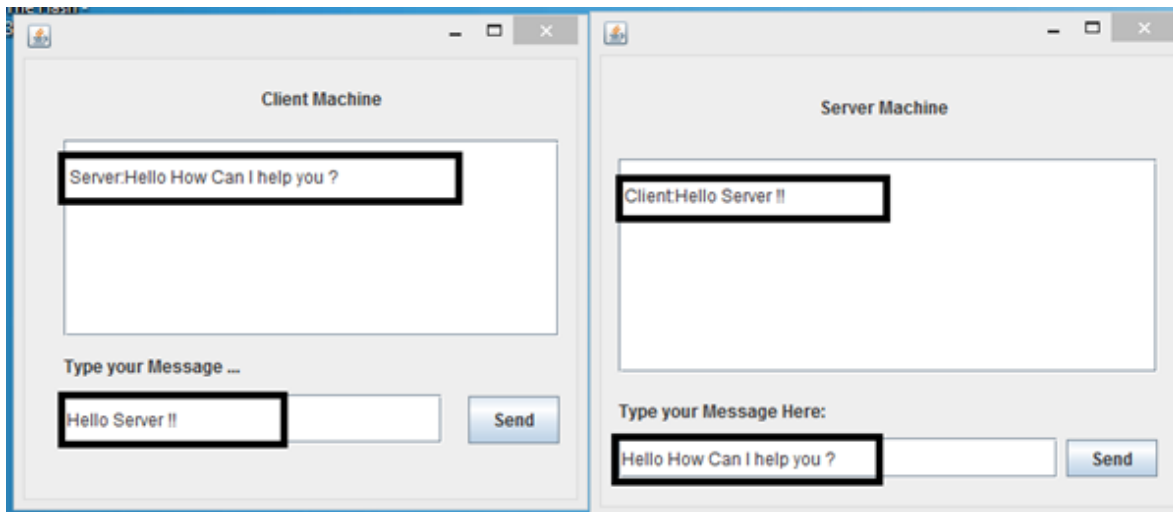 Client Machine
Server:Hello How Can I help you ?
Type your Message ...
Hello Server !!
Send
Server Machine
Client:Hello Server !!
Type your Message Here:
Hello How Can I help you ?
Send